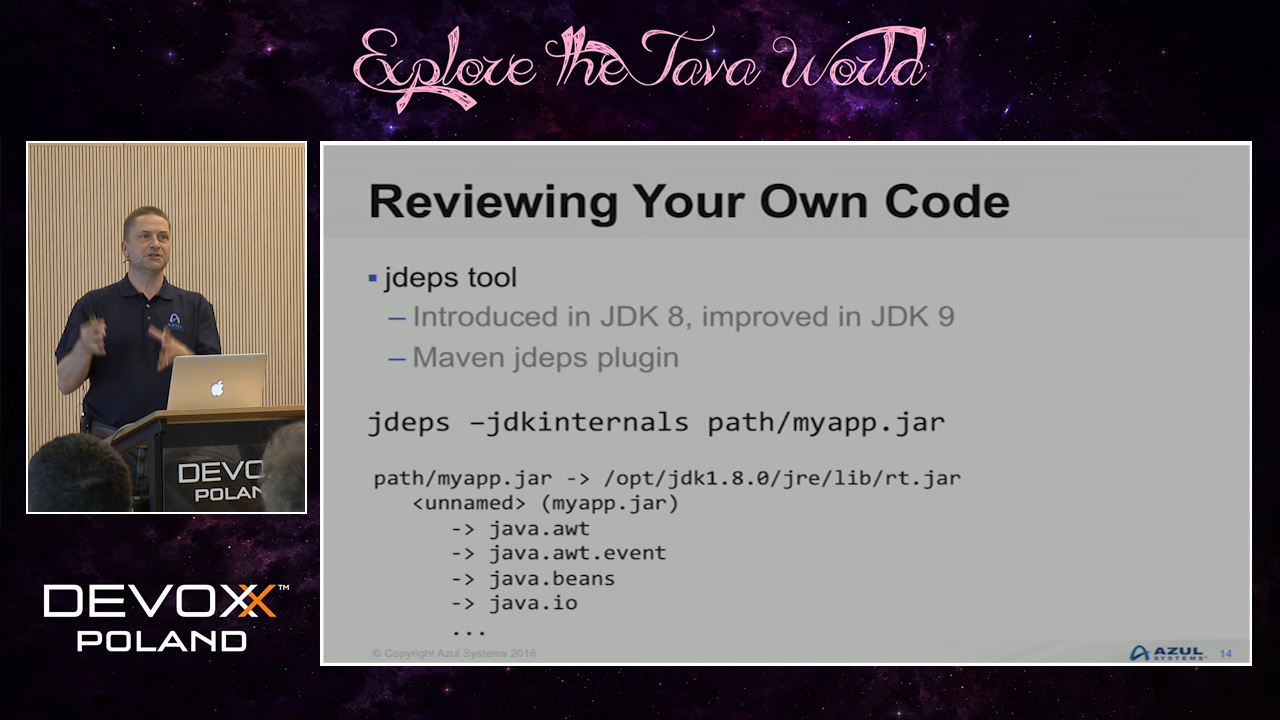 Explore the Java World
Reviewing Your Own Code
▪ jdeps tool
– Introduced in JDK 8, improved in JDK 9
– Maven jdeps plugin
jdeps –jdkinternals path/myapp.jar
path/myapp.jar -> /opt/jdk1.8.0/jre/lib/rt.jar
<unnamed> (myapp.jar)
-> java.awt
-> java.awt.event
-> java.beans
-> java.io
...
© Copyright Azul Systems 2016
AZUL
SYSTEMS
14
AZUL
DEVO
POLAN
DEVOXX™
POLAND